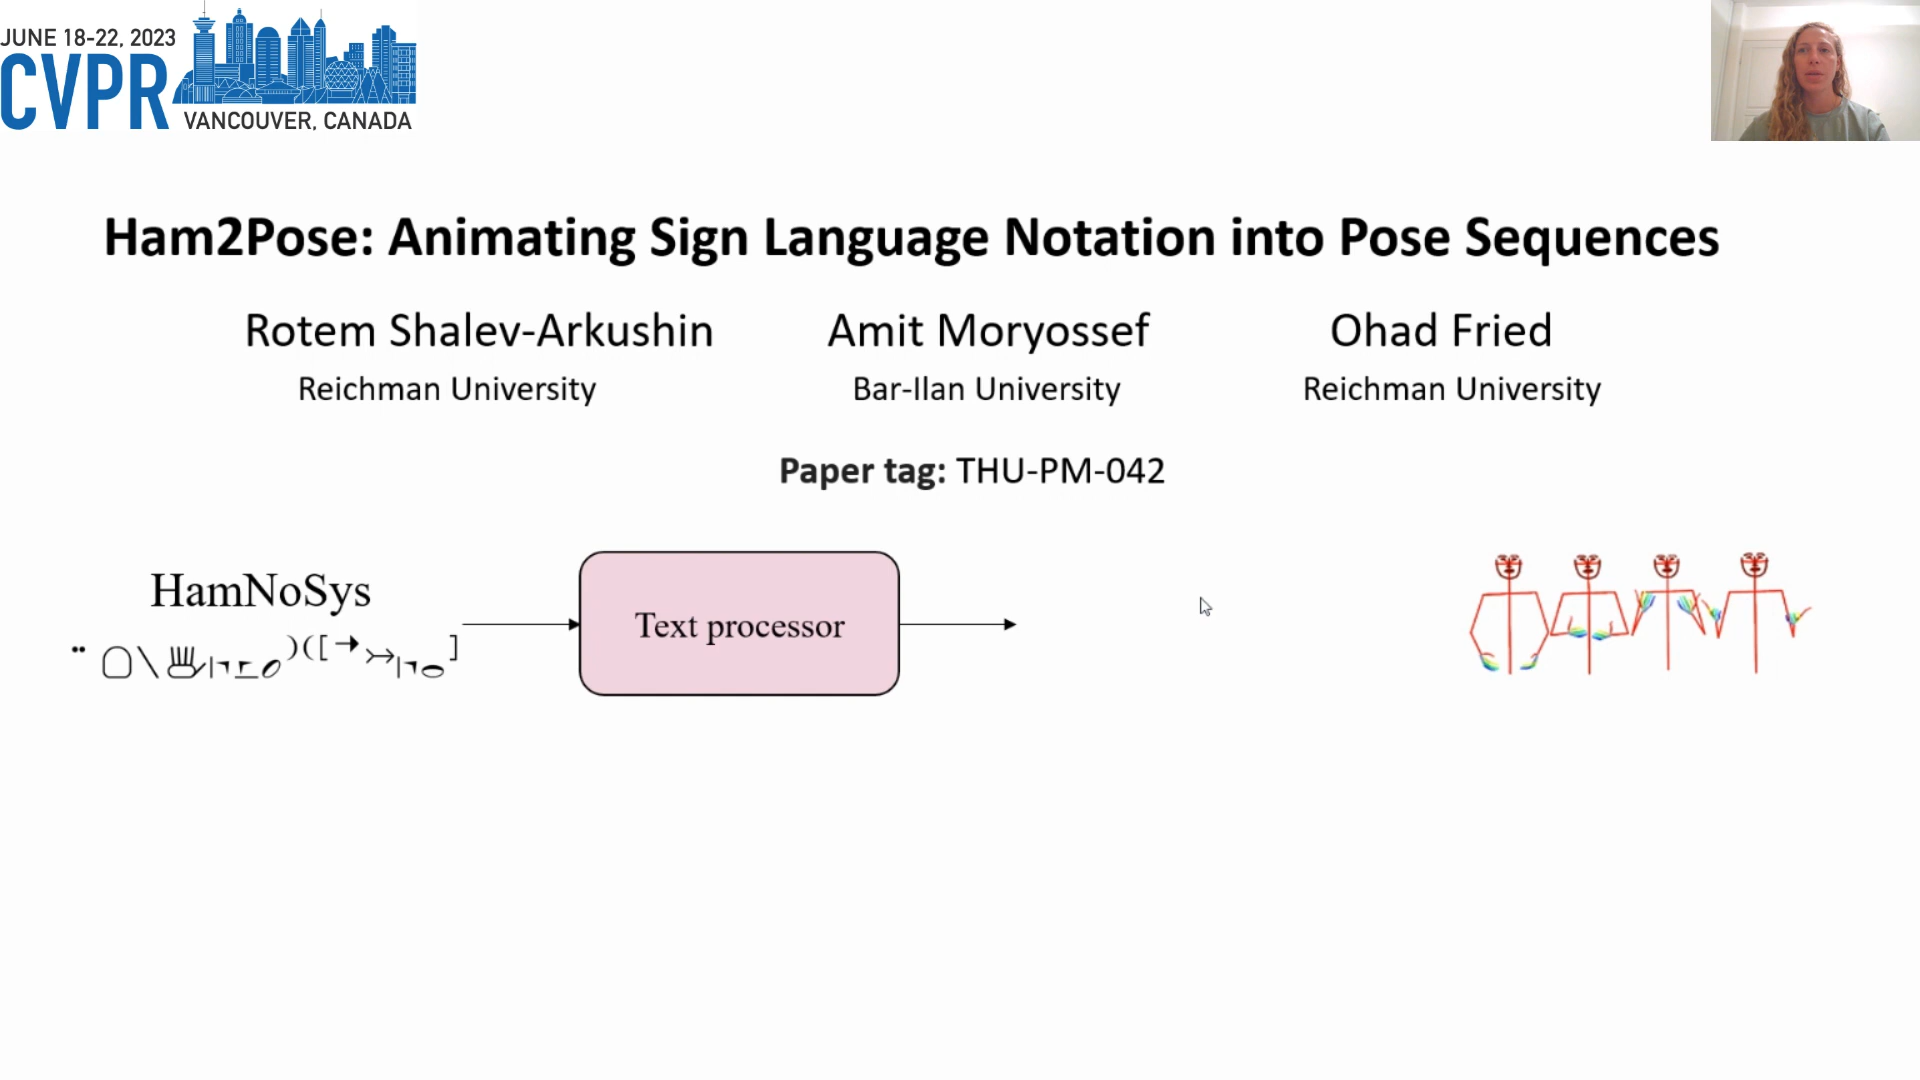 JUNE 18-22, 2023
CVPR
VANCOUVER, CANADA
Ham2Pose: Animating Sign Language Notation into Pose Sequences
Rotem Shalev-Arkushin
Amit Moryossef
Ohad Fried
Reichman University
Bar-Ilan University
Reichman University
Paper tag: THU-PM-042
HamNoSys
Text processor